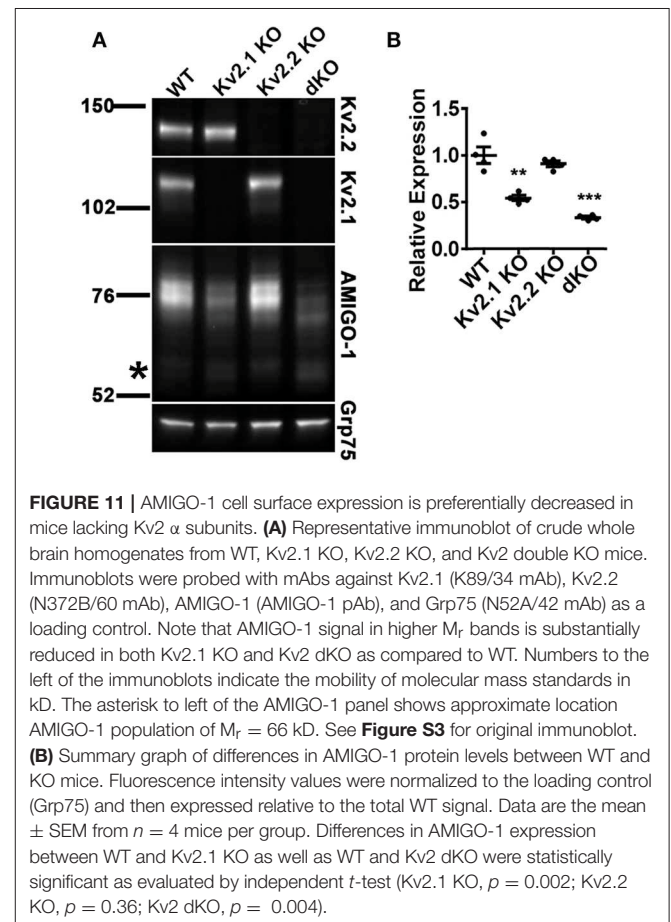 A
WT
Kv2.1 KO
Kv2.2 KO
dKO
150
102
76
*
52
Kv2.2
Kv2.1
AMIGO-1
Grp75
B
Relative Expression
1.5
1.0
0.5
0.0
**
***
WT
Kv2.1 KO
Kv2.2 KO
dKO
FIGURE 11 | AMIGO-1 cell surface expression is preferentially decreased in
mice lacking Kv2 α subunits. (A) Representative immunoblot of crude whole
brain homogenates from WT, Kv2.1 KO, Kv2.2 KO, and Kv2 double KO mice.
Immunoblots were probed with mAbs against Kv2.1 (K89/34 mAb), Kv2.2
(N372B/60 mAb), AMIGO-1 (AMIGO-1 pAb), and Grp75 (N52A/42 mAb) as a
loading control. Note that AMIGO-1 signal in higher Mr bands is substantially
reduced in both Kv2.1 KO and Kv2 dKO as compared to WT. Numbers to the
left of the immunoblots indicate the mobility of molecular mass standards in
kD. The asterisk to left of the AMIGO-1 panel shows approximate location
AMIGO-1 population of Mr = 66 kD. See Figure S3 for original immunoblot.
(B) Summary graph of differences in AMIGO-1 protein levels between WT and
KO mice. Fluorescence intensity values were normalized to the loading control
(Grp75) and then expressed relative to the total WT signal. Data are the mean
± SEM from n = 4 mice per group. Differences in AMIGO-1 expression
between WT and Kv2.1 KO as well as WT and Kv2 dKO were statistically
significant as evaluated by independent t-test (Kv2.1 KO, p = 0.002; Kv2.2
KO, p = 0.36; Kv2 dKO, p = 0.004).